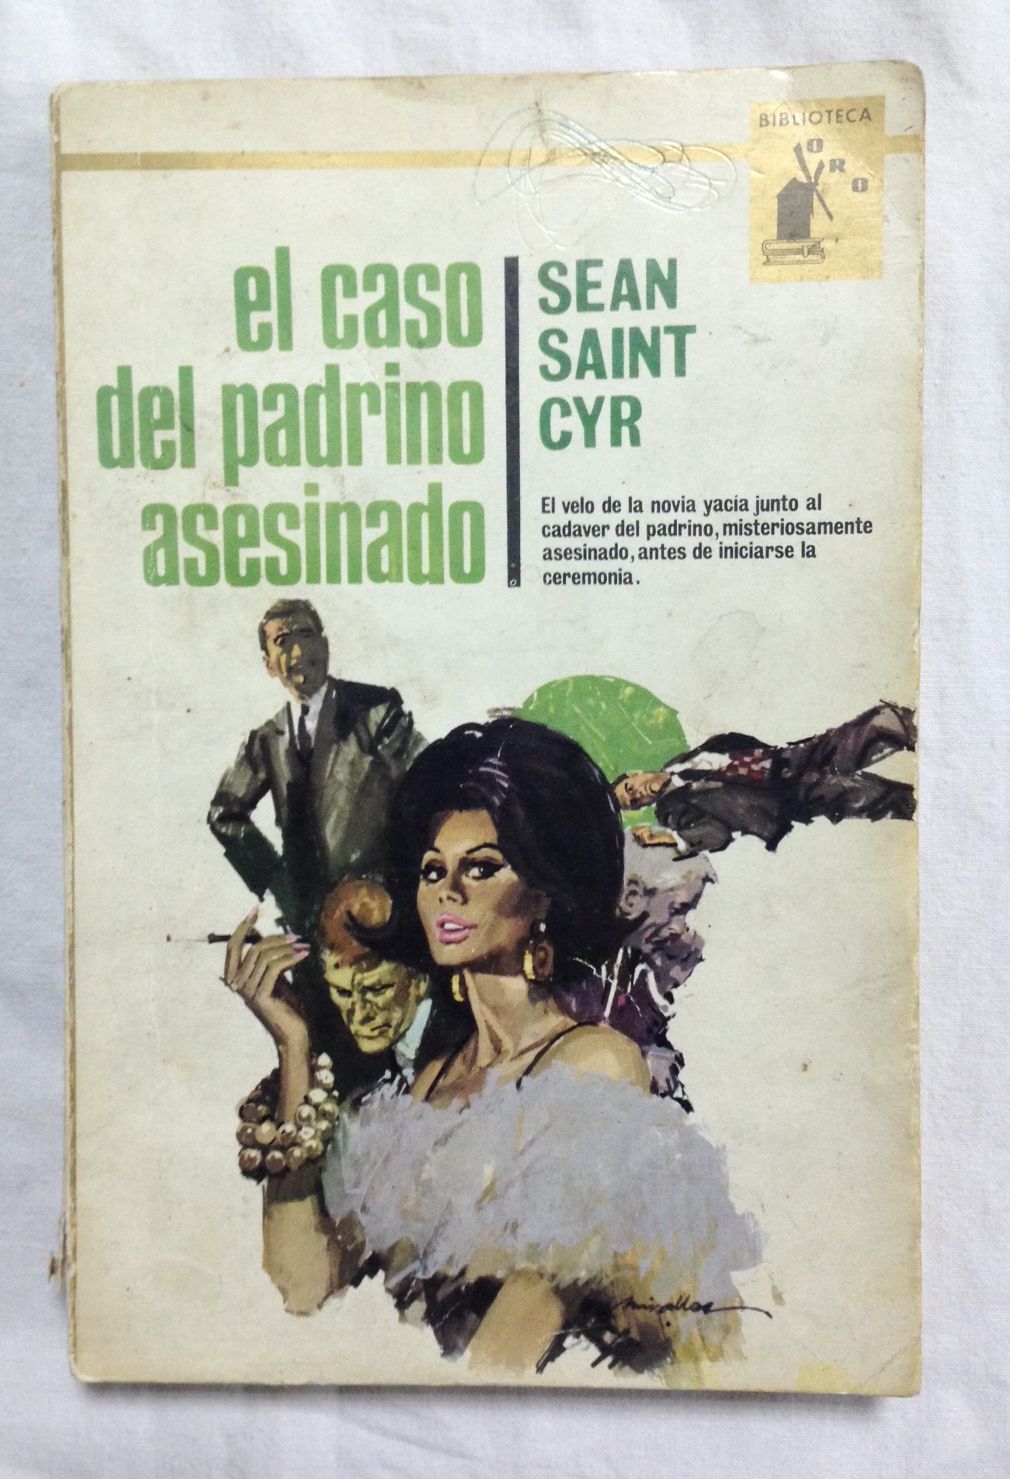 BIBLIOTECA
ORO
el caso
del padrino
asesinado
SEAN
SAINT
CYR
El velo de la novia yacía junto al
cadaver del padrino, misteriosamente
asesinado, antes de iniciarse la
ceremonia.